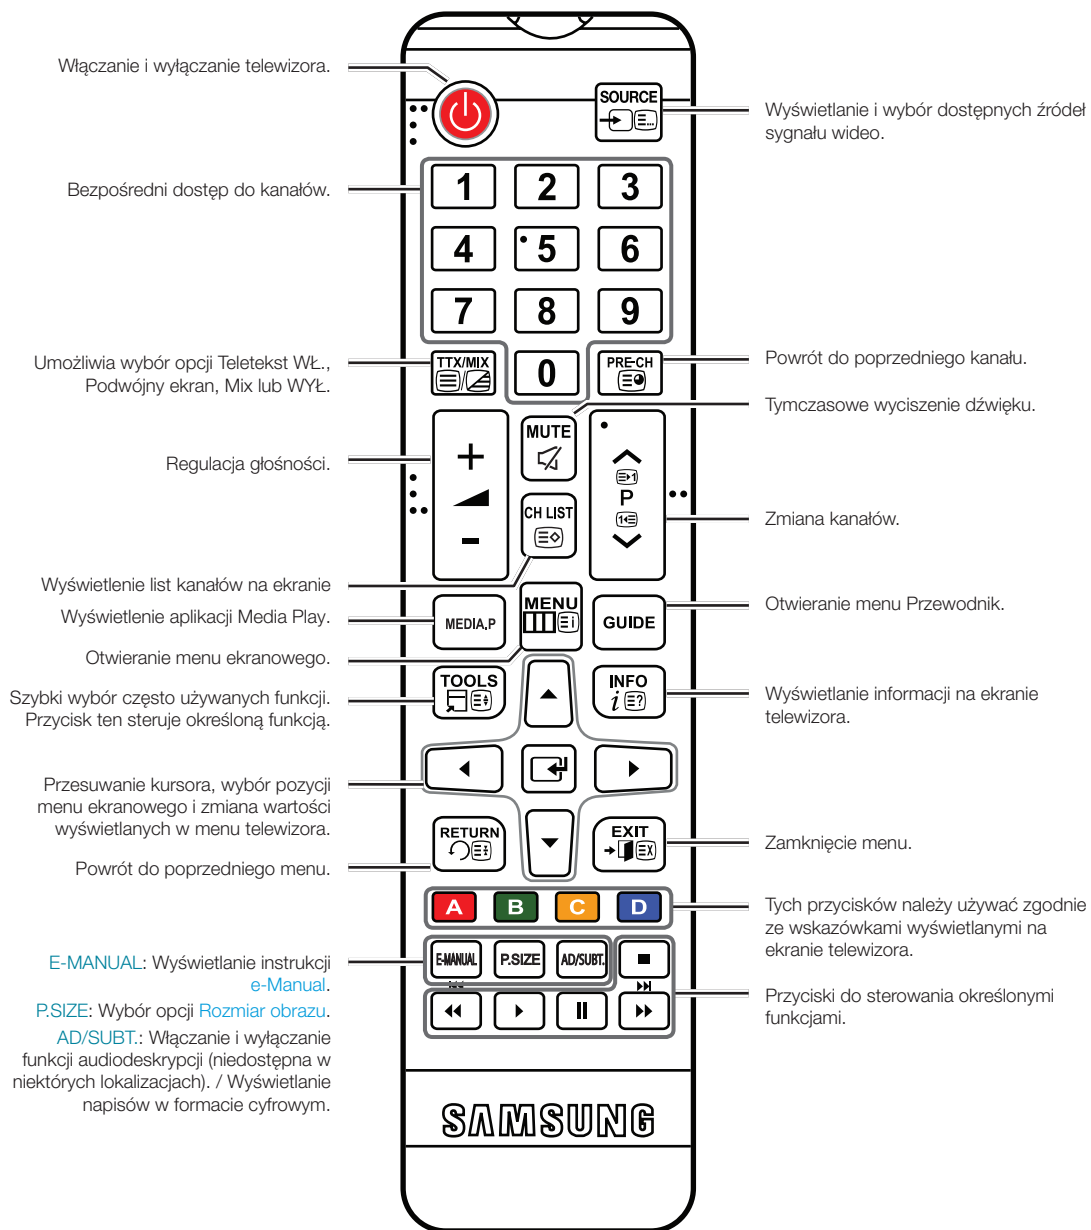 Włączanie i wyłączanie telewizora.
SOURCE
Wyświetlanie i wybór dostępnych źródeł
sygnału wideo.
Bezpośredni dostęp do kanałów.
1 2 3
4 5 6
7 8 9
Umożliwia wybór opcji Teletekst WŁ.,
Podwójny ekran, Mix lub WYŁ.
TTX/MIX
0
PRE-CH
Powrót do poprzedniego kanału.
Tymczasowe wyciszenie dźwięku.
MUTE
Regulacja głośności.
+
-
P
CH LIST
Zmiana kanałów.
Wyświetlenie list kanałów na ekranie
Wyświetlenie aplikacji Media Play.
MEDIA.P
MENU
GUIDE
Otwieranie menu Przewodnik.
Otwieranie menu ekranowego.
Szybki wybór często używanych funkcji.
Przycisk ten steruje określoną funkcją.
TOOLS
INFO
i
Wyświetlanie informacji na ekranie
telewizora.
Przesuwanie kursora, wybór pozycji
menu ekranowego i zmiana wartości
wyświetlanych w menu telewizora.
RETURN
EXIT
Zamknięcie menu.
Powrót do poprzedniego menu.
A B C D
Tych przycisków należy używać zgodnie
ze wskazówkami wyświetlanymi na
ekranie telewizora.
E-MANUAL P.SIZE AD/SUBT.
E-MANUAL: Wyświetlanie instrukcji
e-Manual.
P.SIZE: Wybór opcji Rozmiar obrazu.
AD/SUBT.: Włączanie i wyłączanie
funkcji audiodeskrypcji (niedostępna w
niektórych lokalizacjach). / Wyświetlanie
napisów w formacie cyfrowym.
Przyciski do sterowania określonymi
funkcjami.
SAMSUNG